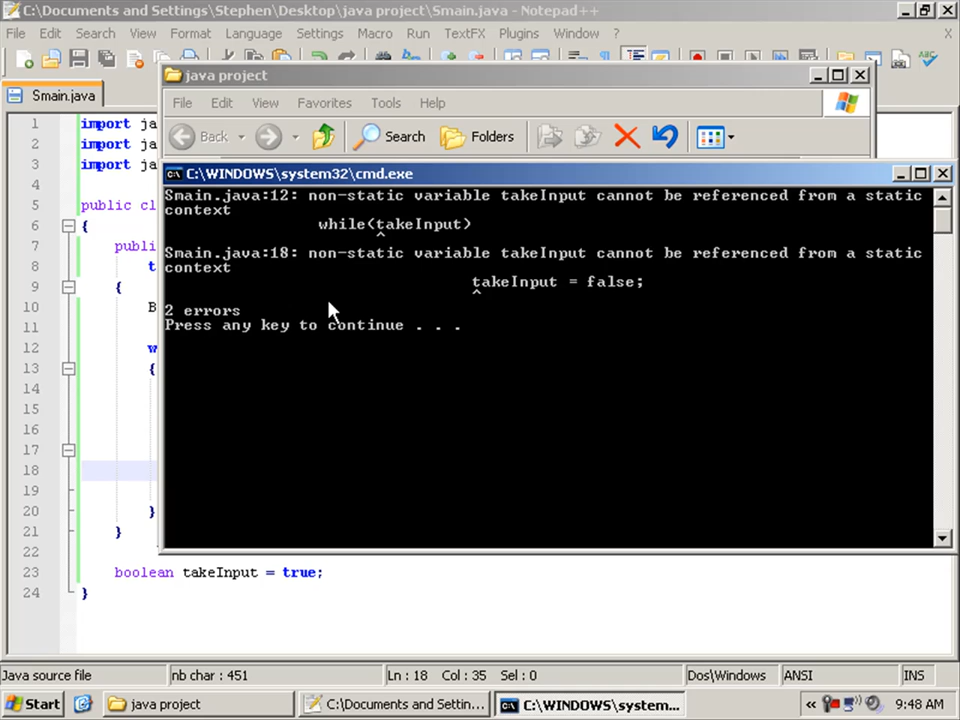 C:\Documents and Settings\Stephen\Desktop\java project\Smain.java - Notepad++
File Edit Search View Format Language Settings Macro Run TextFX Plugins Window ?
Smain.java
java project
File Edit View Favorites Tools Help
Back Search Folders
C:\WINDOWS\system32\cmd.exe
Smain.java:12: non-static variable takeInput cannot be referenced from a static
context
while(takeInput)
^
Smain.java:18: non-static variable takeInput cannot be referenced from a static
context
takeInput = false;
^
2 errors
Press any key to continue . . .
1 import ja
2 import ja
3 import ja
4
5 public cl
6 {
7 publi
8 t
9 {
10 B
11
12 w
13 {
14
15
16
17
18
19
20 }
21 }
22
23 boolean takeInput = true;
24 }
Java source file nb char : 451 Ln : 18 Col : 35 Sel : 0 Dos\Windows ANSI INS
Start java project C:\Documents and Settin... C:\WINDOWS\system... « 9:48 AM